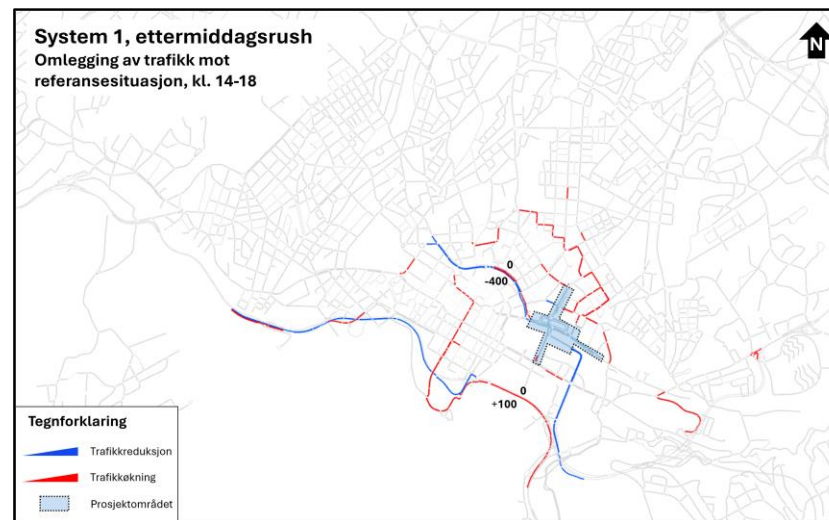 System 1, ettermiddagsrush
Omlegging av trafikk mot
referansesituasjon, kl. 14-18
N
0
-400
0
+100
Tegnforklaring
Trafikkreduksjon
Trafikkøkning
Prosjektområdet